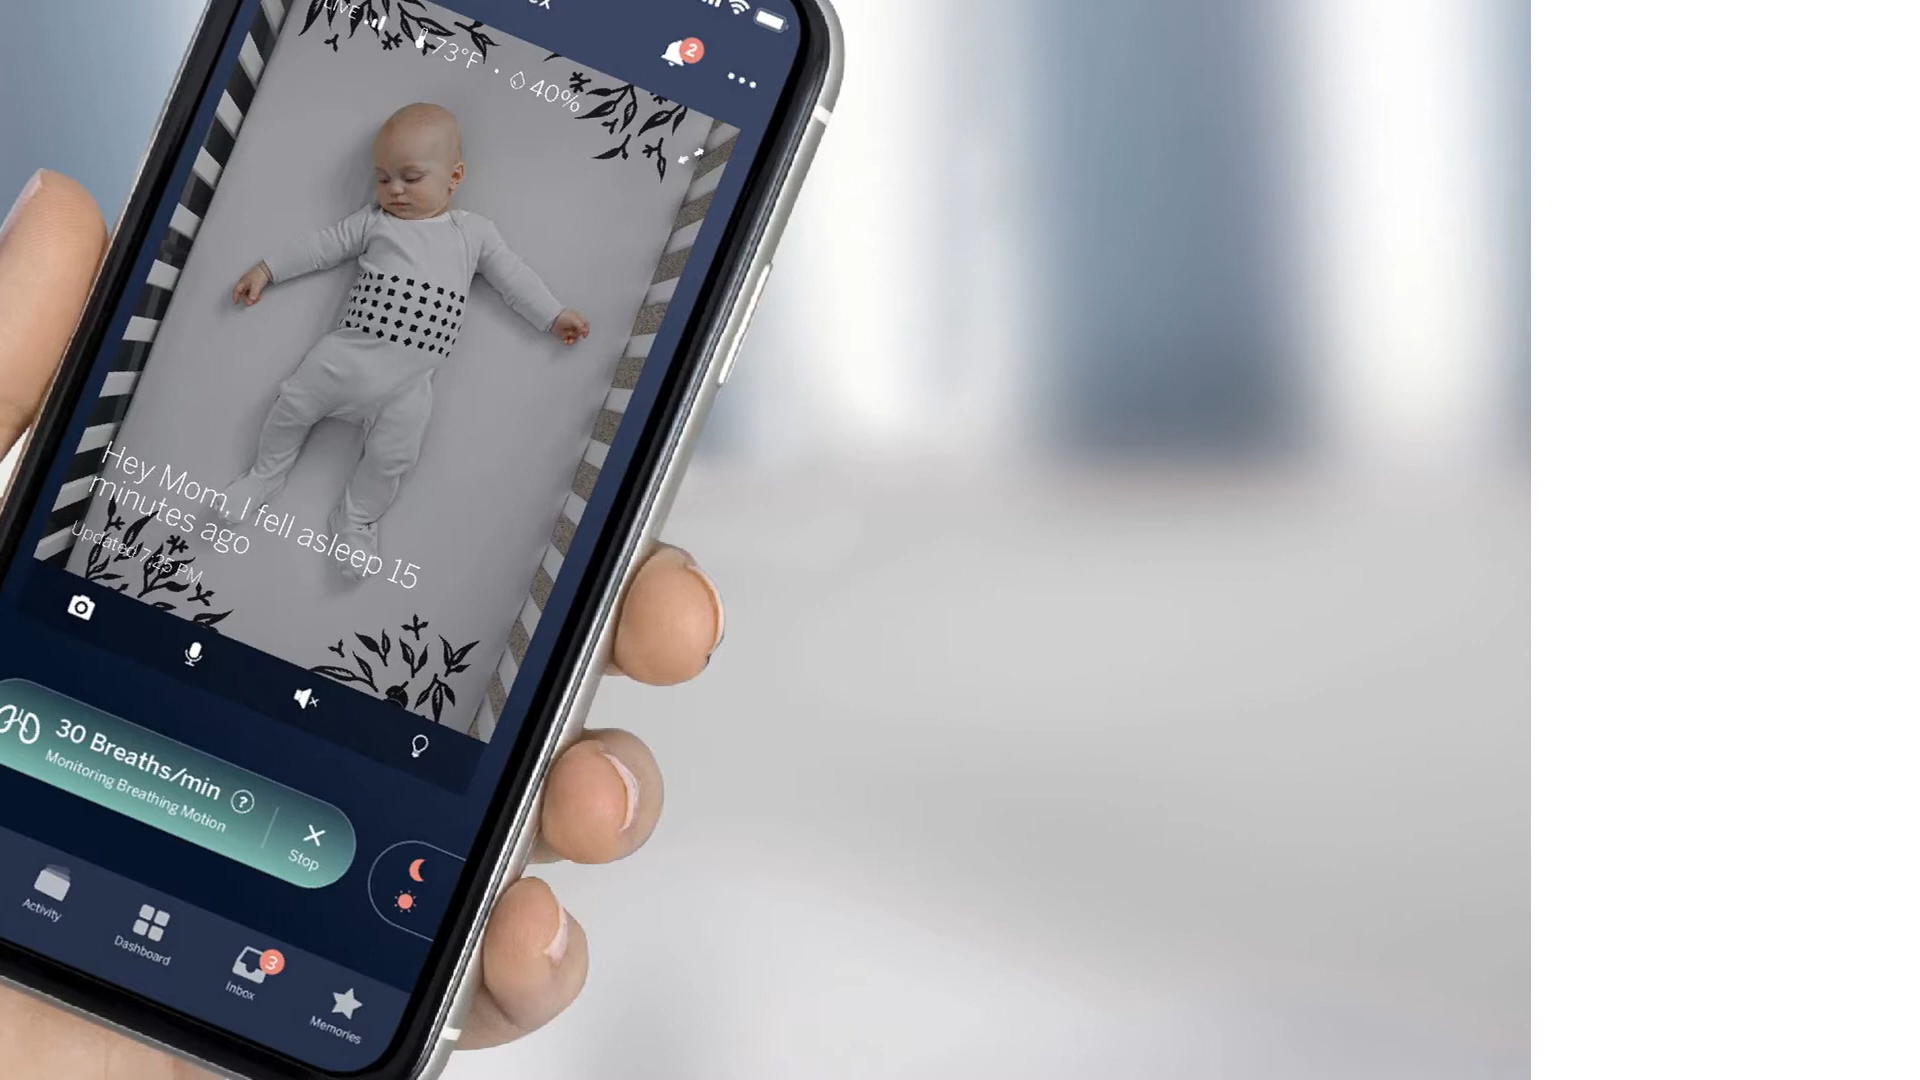 LIVE
73°F • 40%
2
Hey Mom, I fell asleep 15
minutes ago
Updated 7:25 PM
30 Breaths/min ?
Monitoring Breathing Motion
Stop
Activity
Dashboard
Inbox
3
Memories